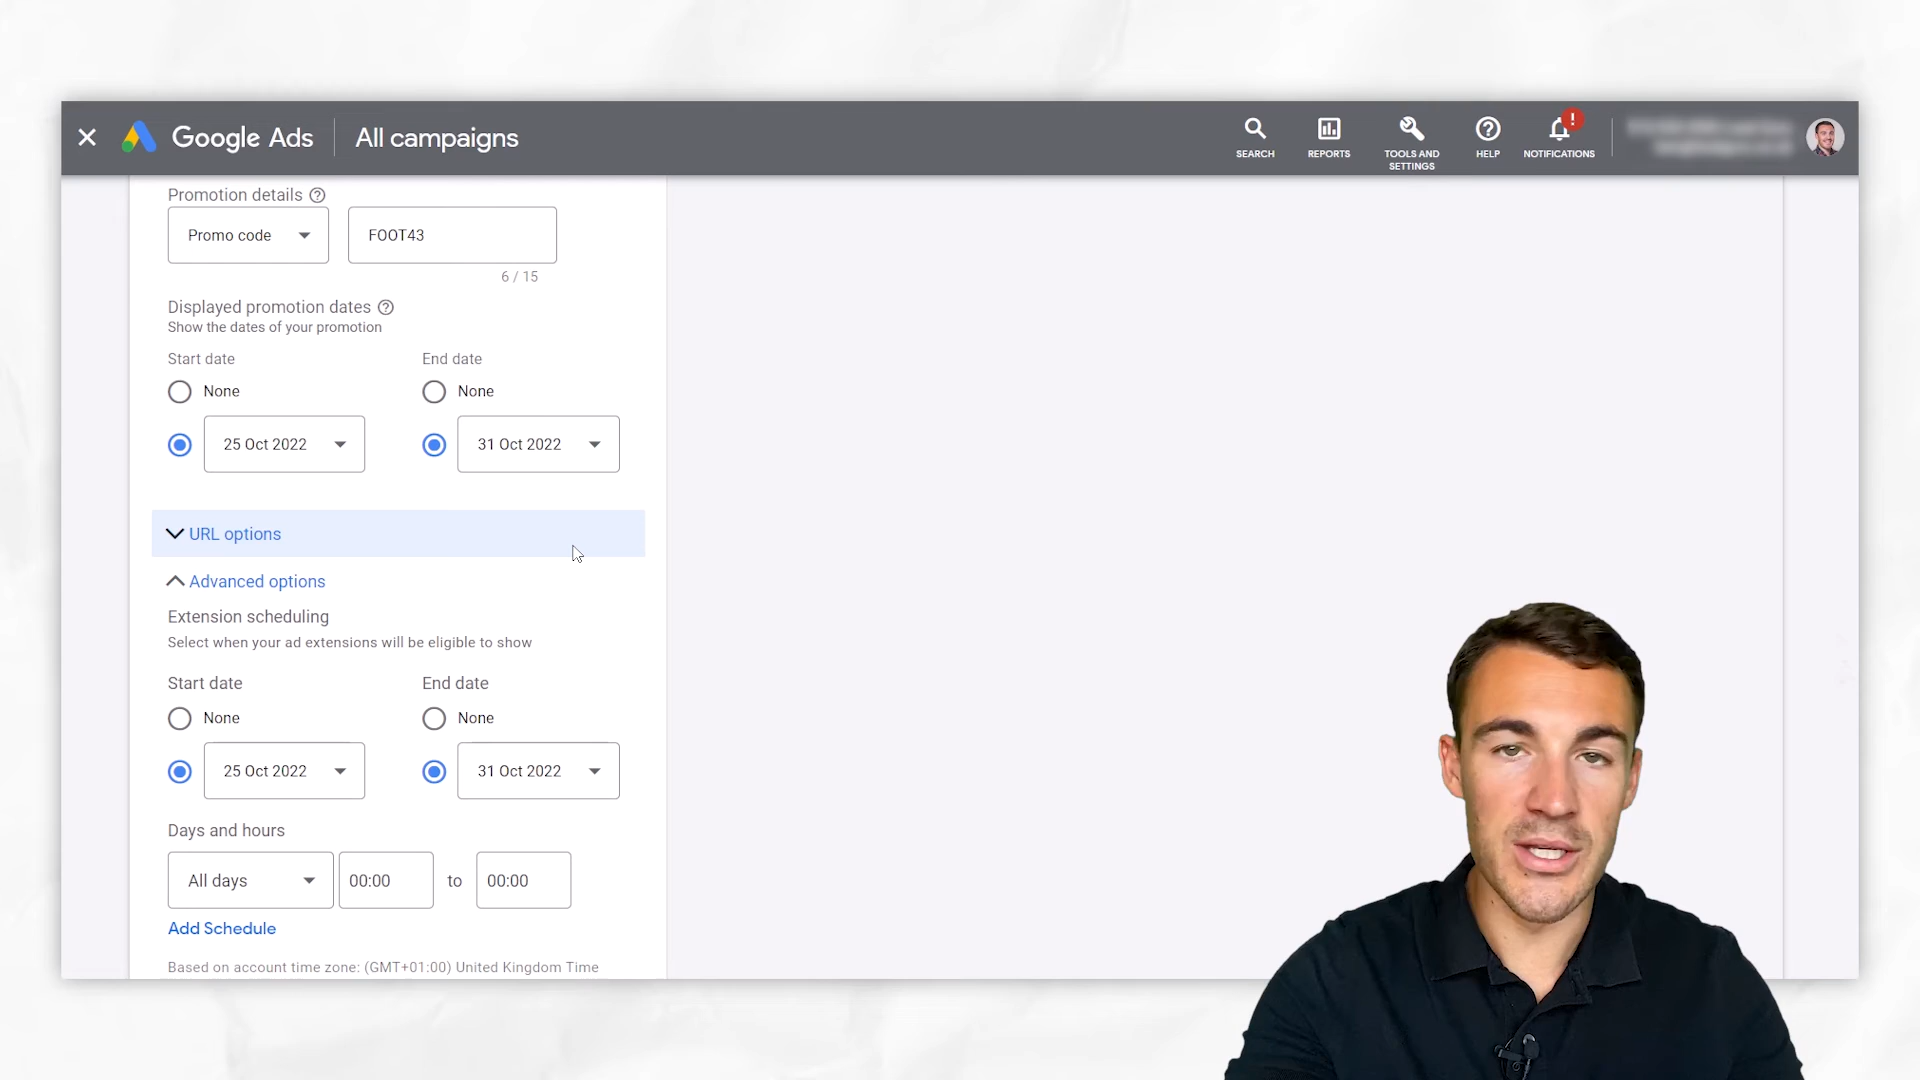 Google Ads
All campaigns
SEARCH
REPORTS
TOOLS AND
SETTINGS
HELP
!
NOTIFICATIONS
Promotion details ?
Promo code
FOOT43
6 / 15
Displayed promotion dates ?
Show the dates of your promotion
Start date
End date
None
None
25 Oct 2022
31 Oct 2022
URL options
Advanced options
Extension scheduling
Select when your ad extensions will be eligible to show
Start date
End date
None
None
25 Oct 2022
31 Oct 2022
Days and hours
All days
00:00
to
00:00
Add Schedule
Based on account time zone: (GMT+01:00) United Kingdom Time